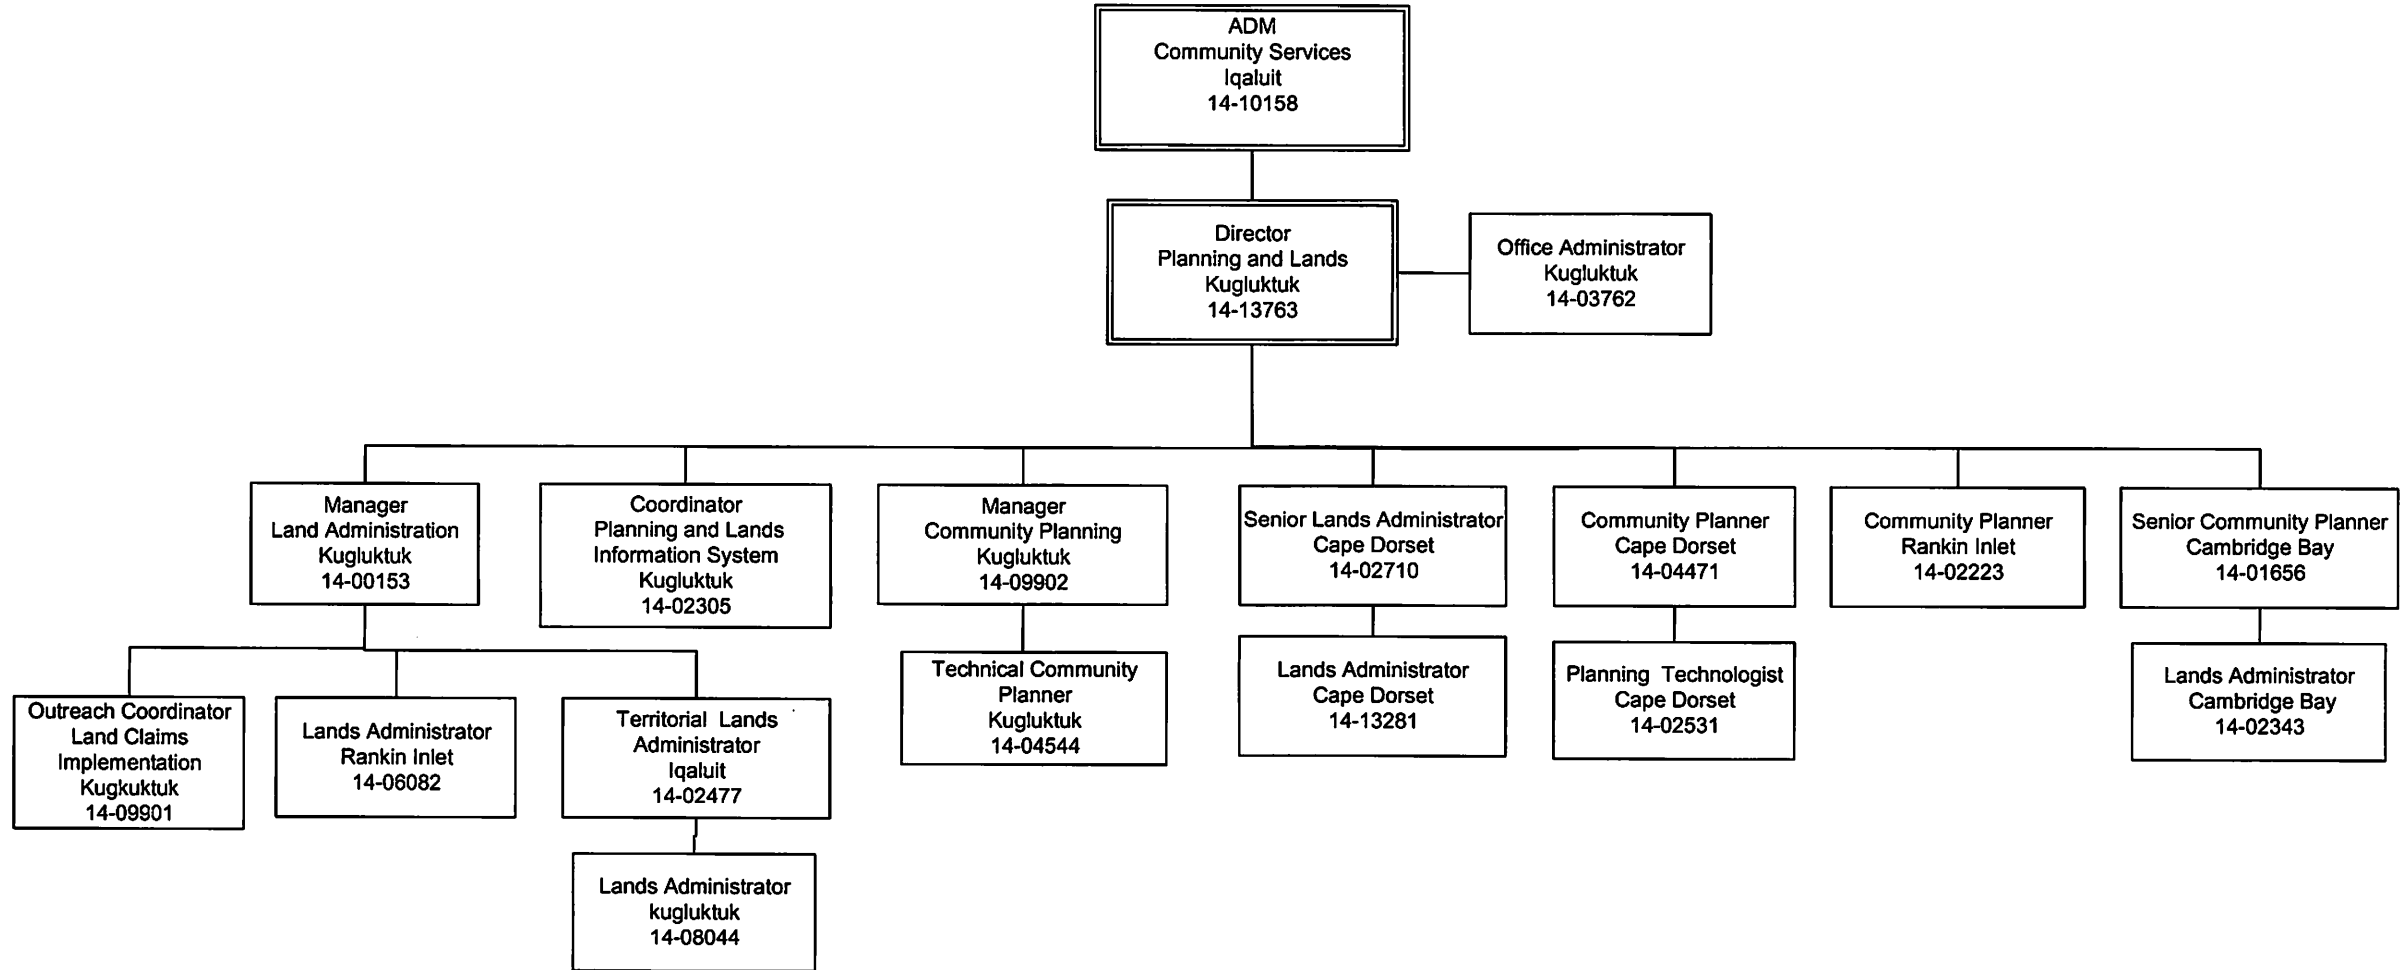 ADM
Community Services
Iqaluit
14-10158
Director
Planning and Lands
Kugluktuk
14-13763
Office Administrator
Kugluktuk
14-03762
Manager
Land Administration
Kugluktuk
14-00153
Coordinator
Planning and Lands
Information System
Kugluktuk
14-02305
Manager
Community Planning
Kugluktuk
14-09902
Senior Lands Administrator
Cape Dorset
14-02710
Community Planner
Cape Dorset
14-04471
Community Planner
Rankin Inlet
14-02223
Senior Community Planner
Cambridge Bay
14-01656
Outreach Coordinator
Land Claims
Implementation
Kugkuktuk
14-09901
Lands Administrator
Rankin Inlet
14-06082
Territorial Lands
Administrator
Iqaluit
14-02477
Technical Community
Planner
Kugluktuk
14-04544
Lands Administrator
Cape Dorset
14-13281
Planning Technologist
Cape Dorset
14-02531
Lands Administrator
Cambridge Bay
14-02343
Lands Administrator
kugluktuk
14-08044